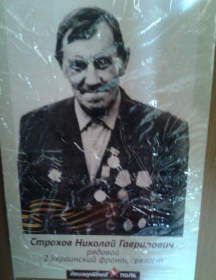 Страхов Николай Гаврилович
рядовой
2 Украинский фронт, связист
бессмертный полк